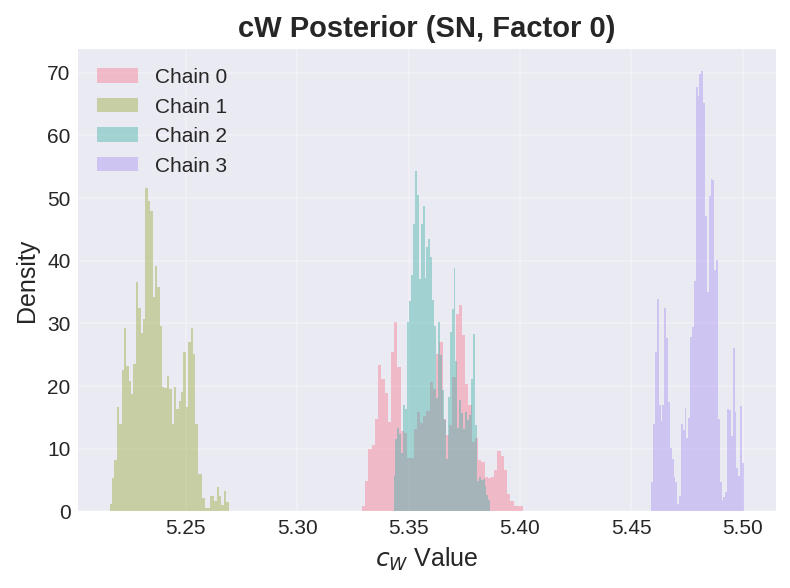 cW Posterior (SN, Factor 0)
Chain 0
Chain 1
Chain 2
Chain 3
70
60
50
40
30
20
10
0
Density
5.25
5.30
5.35
5.40
5.45
5.50
c_W Value